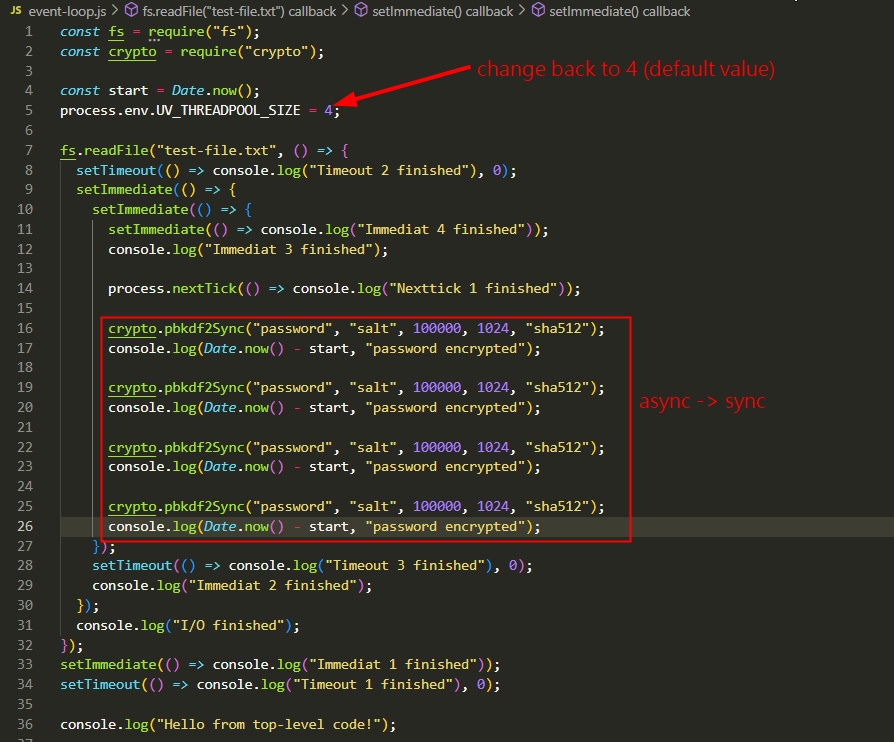 JS event-loop.js > fs.readFile("test-file.txt") callback > setImmediate() callback > setImmediate() callback
1 const fs = require("fs");
2 const crypto = require("crypto");
3
change back to 4 (default value)
4 const start = Date.now();
5 process.env.UV_THREADPOOL_SIZE = 4;
6
7 fs.readFile("test-file.txt", () => {
8 setTimeout(() => console.log("Timeout 2 finished"), 0);
9 setImmediate(() => {
10 setImmediate(() => {
11 setImmediate(() => console.log("Immediat 4 finished"));
12 console.log("Immediat 3 finished");
13
14 process.nextTick(() => console.log("Nexttick 1 finished"));
15
16 crypto.pbkdf2Sync("password", "salt", 100000, 1024, "sha512");
17 console.log(Date.now() - start, "password encrypted");
18
19 crypto.pbkdf2Sync("password", "salt", 100000, 1024, "sha512");
20 console.log(Date.now() - start, "password encrypted");
async -> sync
21
22 crypto.pbkdf2Sync("password", "salt", 100000, 1024, "sha512");
23 console.log(Date.now() - start, "password encrypted");
24
25 crypto.pbkdf2Sync("password", "salt", 100000, 1024, "sha512");
26 console.log(Date.now() - start, "password encrypted");
27 });
28 setTimeout(() => console.log("Timeout 3 finished"), 0);
29 console.log("Immediat 2 finished");
30 });
31 console.log("I/O finished");
32 });
33 setImmediate(() => console.log("Immediat 1 finished"));
34 setTimeout(() => console.log("Timeout 1 finished"), 0);
35
36 console.log("Hello from top-level code!");